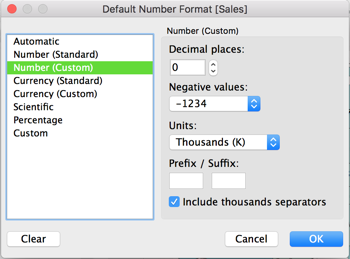 Default Number Format [Sales]
Automatic
Number (Standard)
Number (Custom)
Currency (Standard)
Currency (Custom)
Scientific
Percentage
Custom
Number (Custom)
Decimal places:
0
Negative values:
-1234
Units:
Thousands (K)
Prefix / Suffix:
Include thousands separators
Clear
Cancel
OK